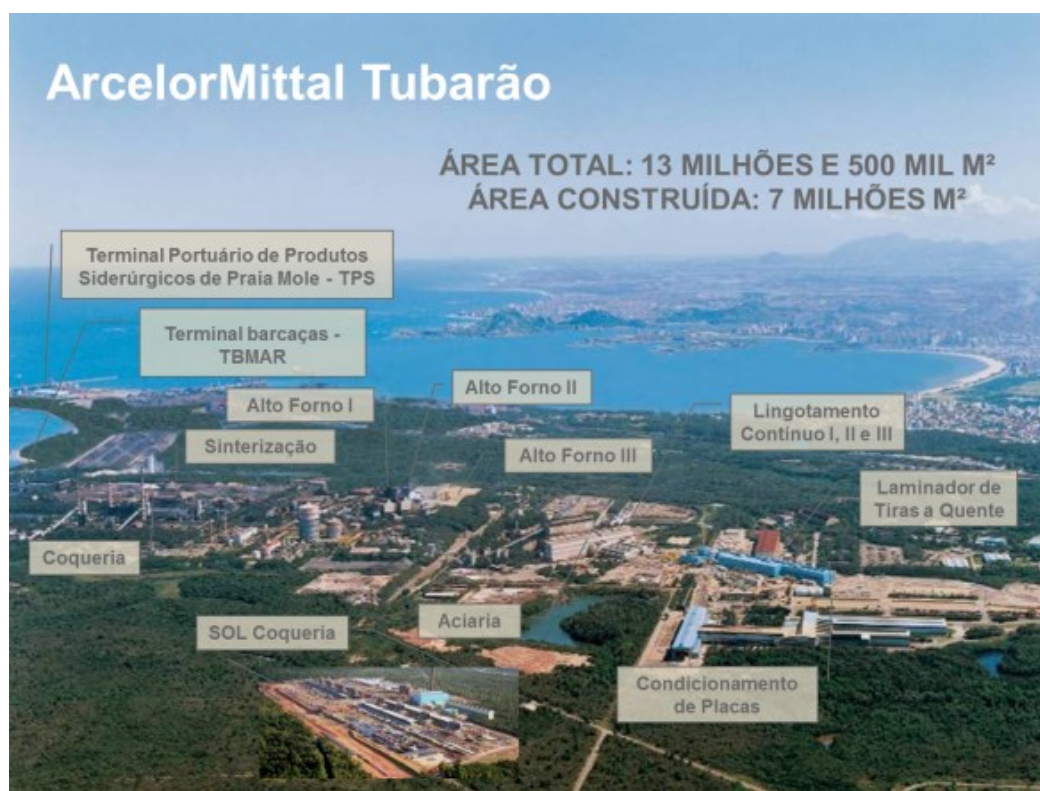 ArcelorMittal Tubarão
ÁREA TOTAL: 13 MILHÕES E 500 MIL M²
ÁREA CONSTRUÍDA: 7 MILHÕES M²
Terminal Portuário de Produtos
Siderúrgicos de Praia Mole - TPS
Terminal barcaças -
TBMAR
Alto Forno I
Alto Forno II
Sinterização
Alto Forno III
Lingotamento
Contínuo I, II e III
Laminador de
Tiras a Quente
Coqueria
SOL Coqueria
Aciaria
Condicionamento
de Placas